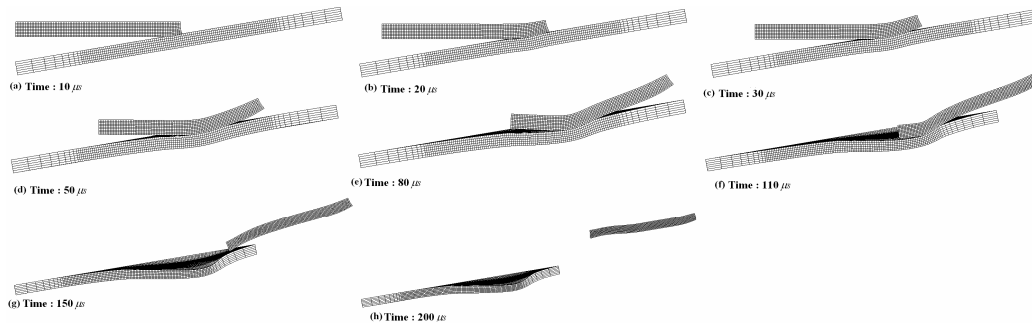 (a) Time : 10 μs
(b) Time : 20 μs
(c) Time : 30 μs
(d) Time : 50 μs
(e) Time : 80 μs
(f) Time : 110 μs
(g) Time : 150 μs
(h) Time : 200 μs